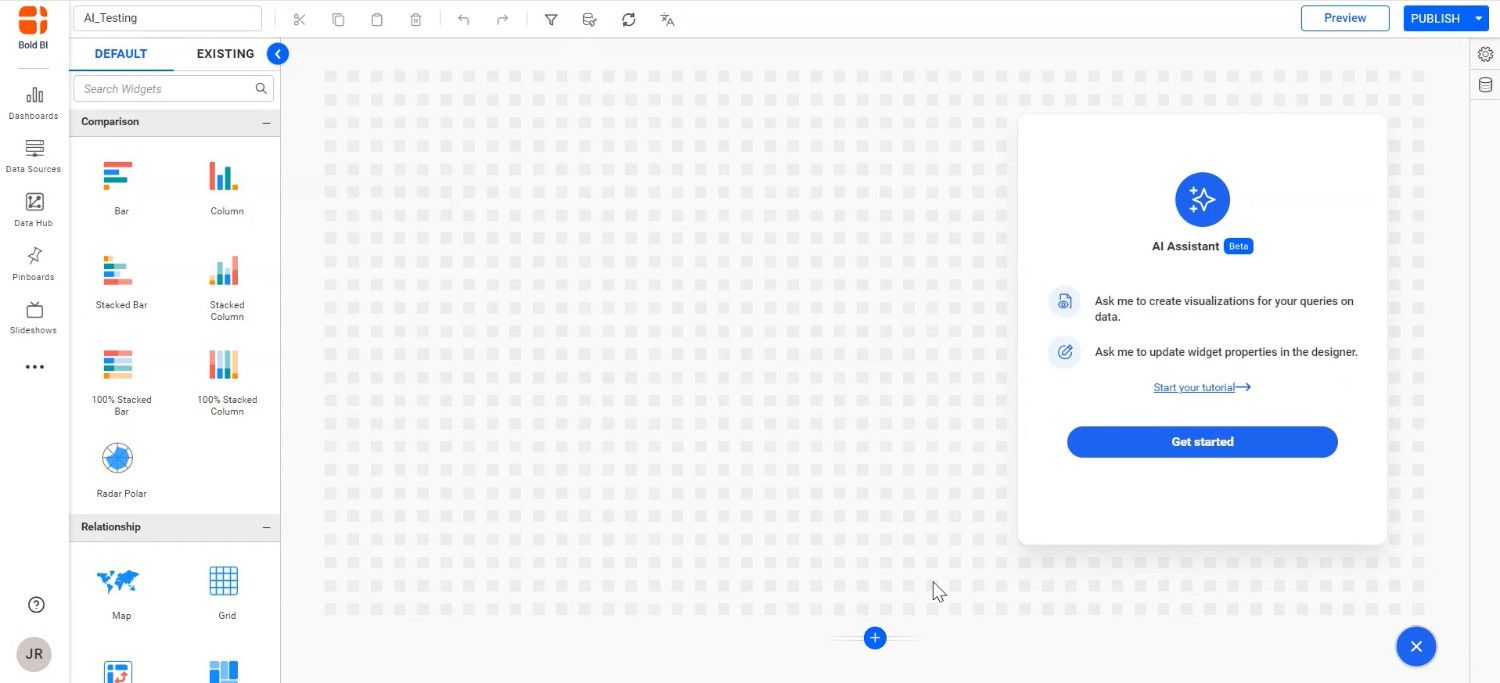 Bold BI
AI_Testing
Preview
PUBLISH
DEFAULT
EXISTING
Search Widgets
Dashboards
Data Sources
Data Hub
Pinboards
Slideshows
JR
Comparison
Bar
Column
Stacked Bar
Stacked
Column
100% Stacked
Bar
100% Stacked
Column
Radar Polar
Relationship
Map
Grid
AI Assistant Beta
Ask me to create visualizations for your queries on
data.
Ask me to update widget properties in the designer.
Start your tutorial
Get started